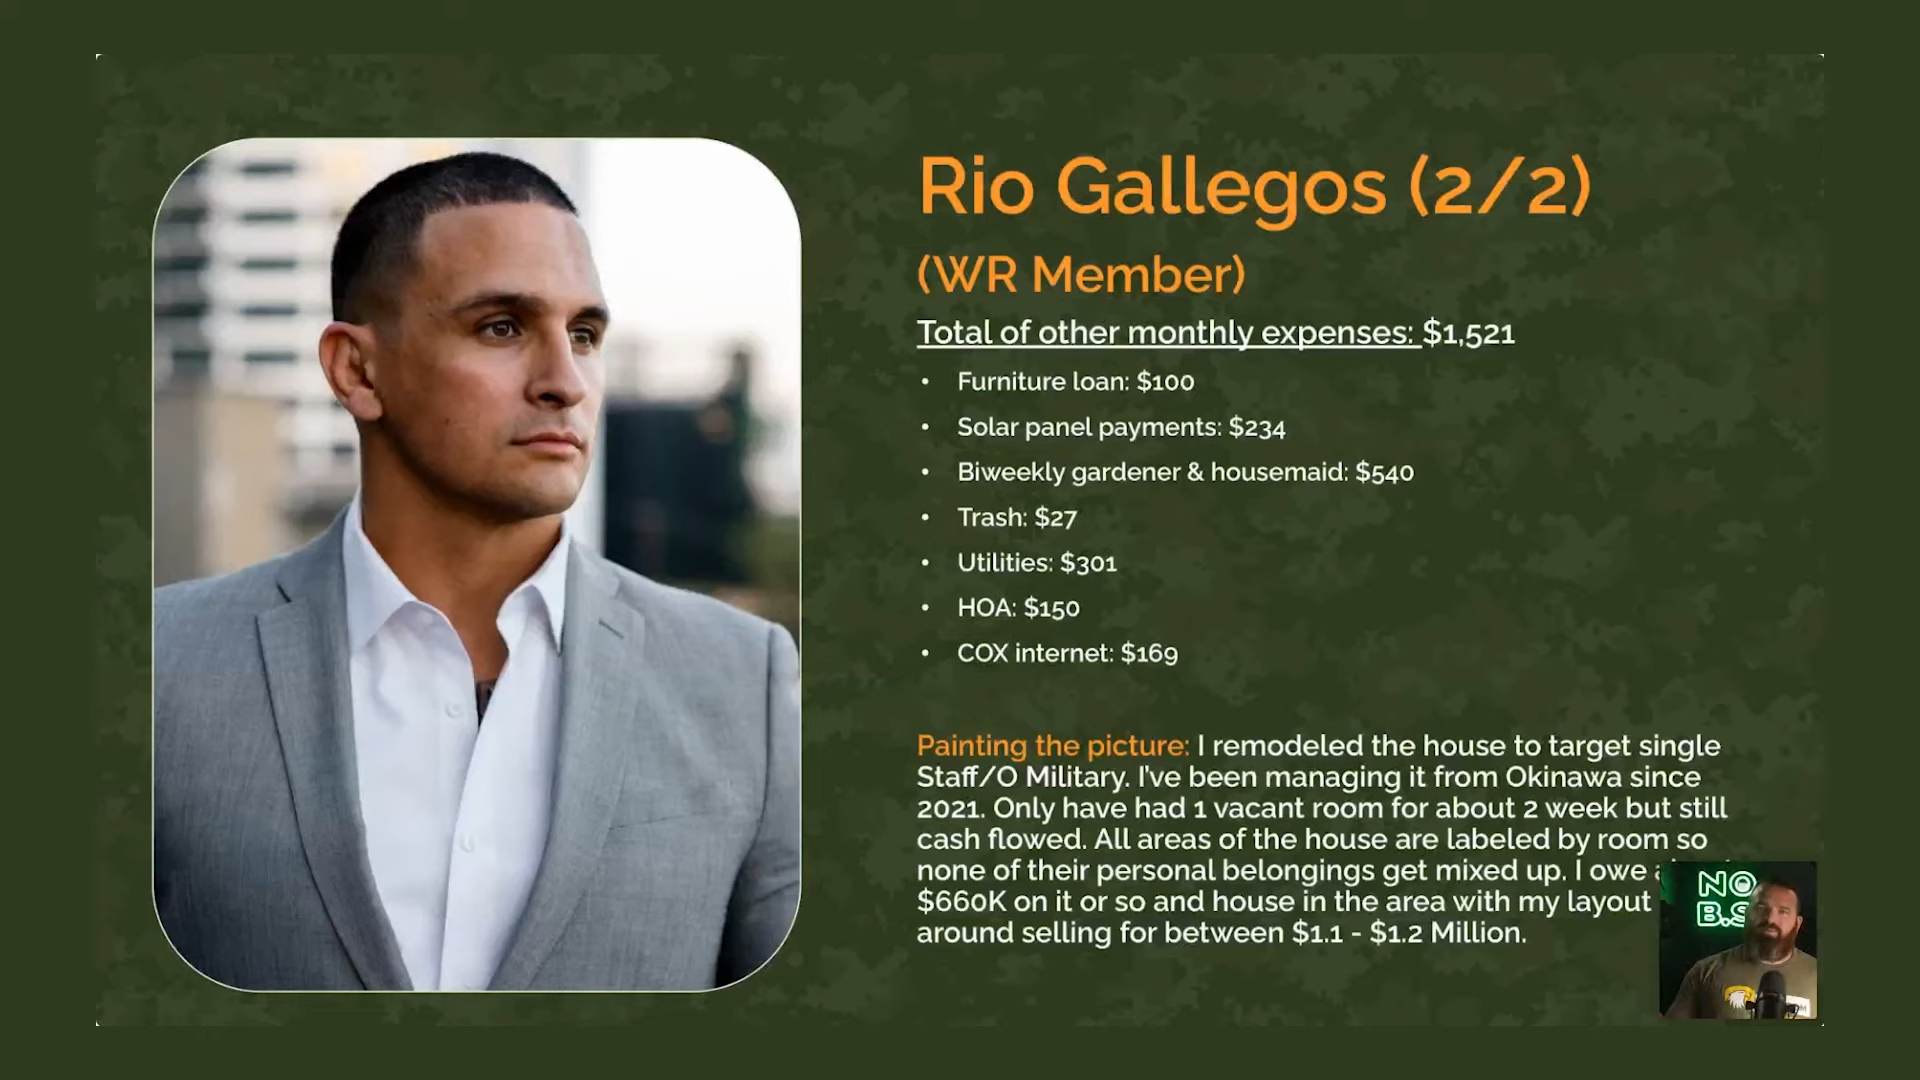 Rio Gallegos (2/2)
(WR Member)
Total of other monthly expenses: $1,521
• Furniture loan: $100
• Solar panel payments: $234
• Biweekly gardener & housemaid: $540
• Trash: $27
• Utilities: $301
• HOA: $150
• COX internet: $169
Painting the picture: I remodeled the house to target single
Staff/O Military. I've been managing it from Okinawa since
2021. Only have had 1 vacant room for about 2 week but still
cash flowed. All areas of the house are labeled by room so
none of their personal belongings get mixed up. I owe
$660K on it or so and house in the area with my layout
around selling for between $1.1 - $1.2 Million.
NO
B.S